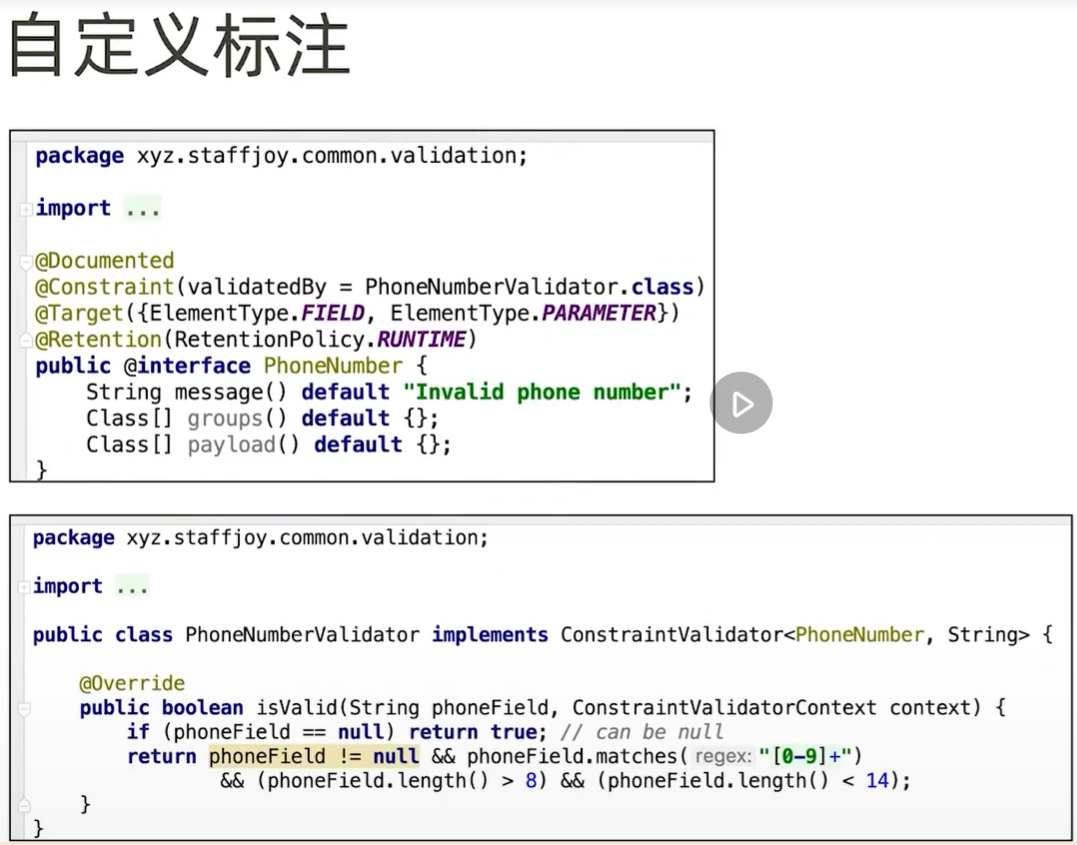 自定义标注
package xyz.staffjoy.common.validation;
import ...
@Documented
@Constraint(validatedBy = PhoneNumberValidator.class)
@Target({ElementType.FIELD, ElementType.PARAMETER})
@Retention(RetentionPolicy.RUNTIME)
public @interface PhoneNumber {
    String message() default "Invalid phone number";
    Class[] groups() default {};
    Class[] payload() default {};
}
package xyz.staffjoy.common.validation;
import ...
public class PhoneNumberValidator implements ConstraintValidator<PhoneNumber, String> {
    @Override
    public boolean isValid(String phoneField, ConstraintValidatorContext context) {
        if (phoneField == null) return true; // can be null
        return phoneField != null && phoneField.matches( regex: "[0-9]+")
                && (phoneField.length() > 8) && (phoneField.length() < 14);
    }
}